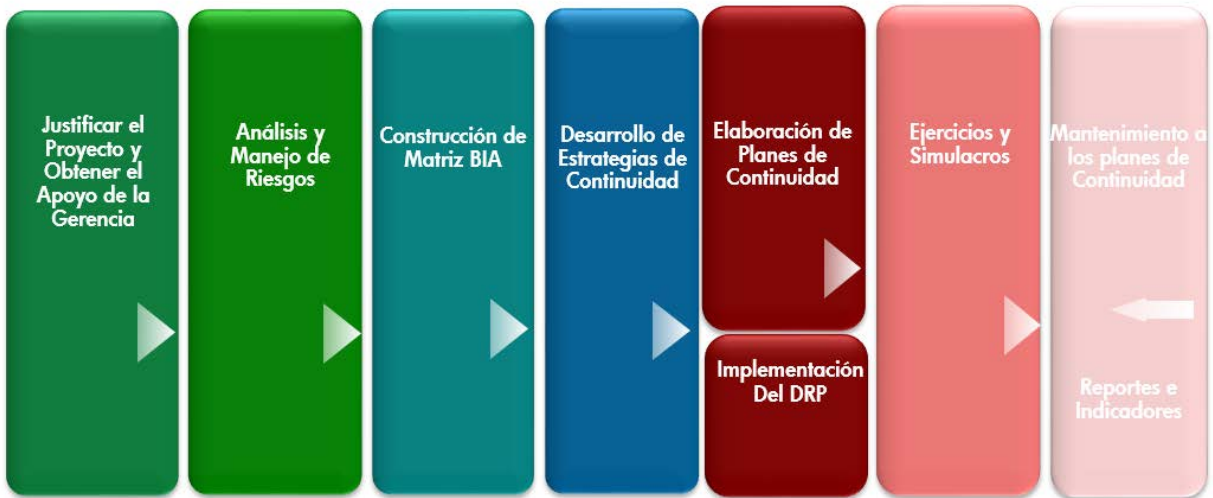 Justificar el
Proyecto y
Obtener el
Apoyo de la
Gerencia
Análisis y
Manejo de
Riesgos
Construcción de
Matriz BIA
Desarrollo de
Estrategias de
Continuidad
Elaboración de
Planes de
Continuidad
Implementación
Del DRP
Ejercicios y
Simulacros
Mantenimiento a
los planes de
Continuidad
Reportes e
Indicadores